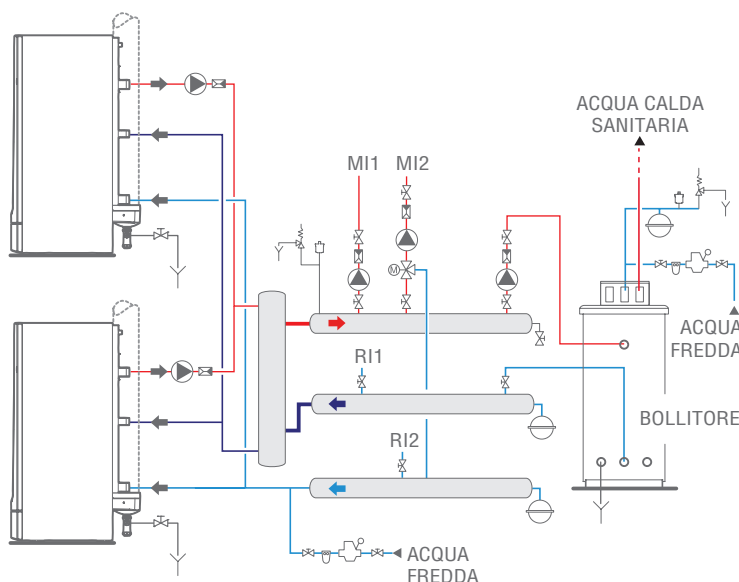 ACQUA CALDA
SANITARIA
MI1
MI2
M
ACQUA
FREDDA
RI1
BOLLITORE
RI2
ACQUA
FREDDA